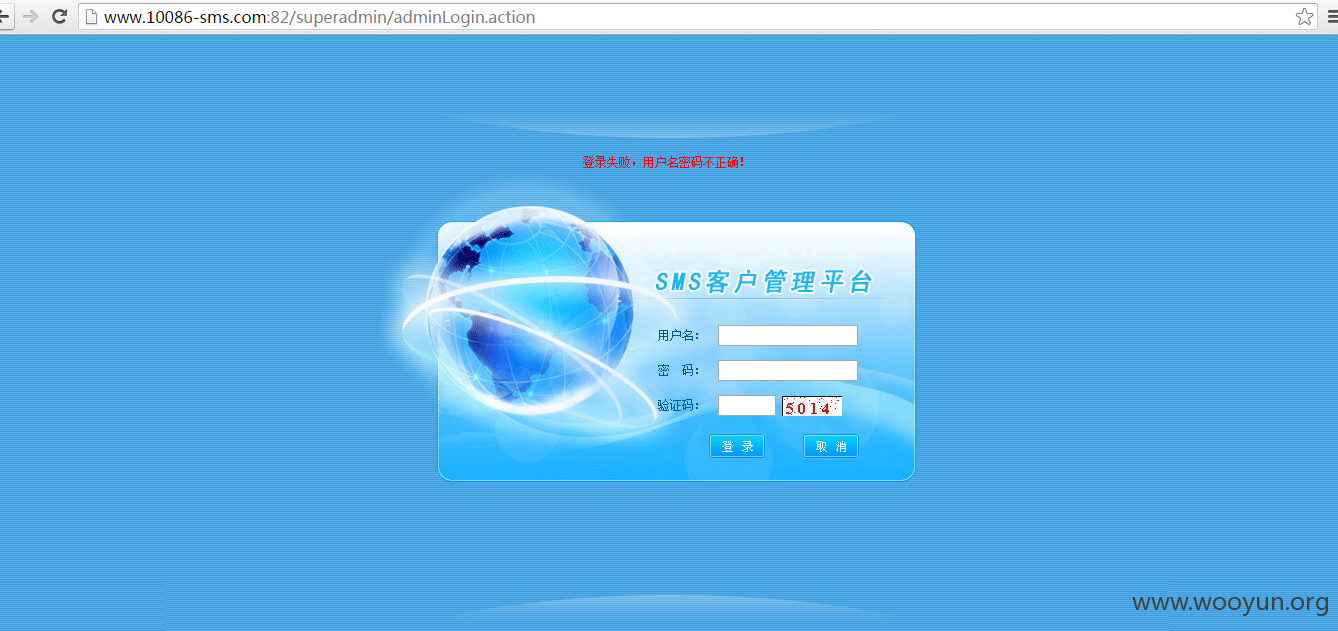 www.10086-sms.com:82/superadmin/adminLogin.action
登录失败，用户名密码不正确！
SMS客户管理平台
用户名：
密 码：
验证码： 5014
登 录 取 消
www.wooyun.org